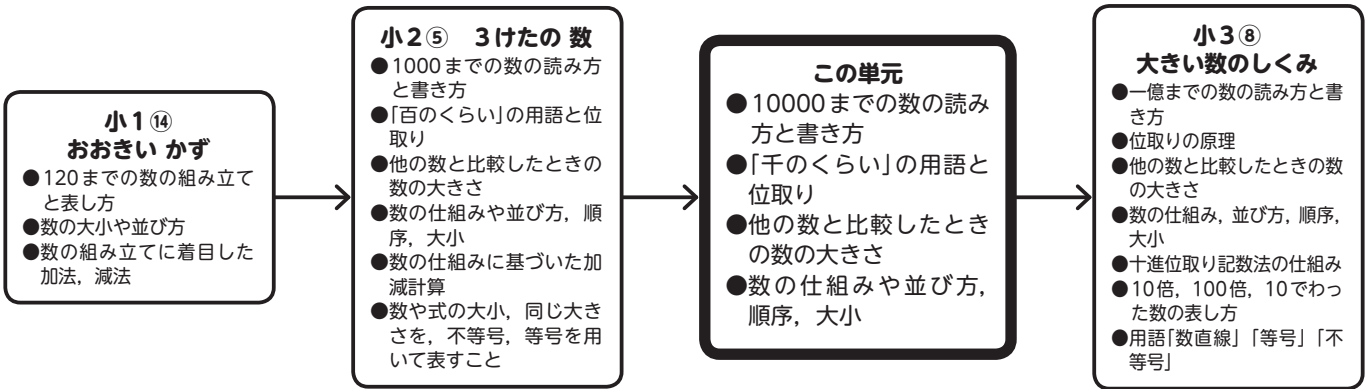 小1⑭
おおきい かず
●120までの数の組み立て
と表し方
●数の大小や並び方
●数の組み立てに着目した
加法，減法
小2⑤ 3けたの 数
●1000までの数の読み方
と書き方
●「百のくらい」の用語と位
取り
●他の数と比較したときの
数の大きさ
●数の仕組みや並び方，順
序，大小
●数の仕組みに基づいた加
減計算
●数や式の大小，同じ大き
さを，不等号，等号を用
いて表すこと
この単元
●10000までの数の読み
方と書き方
●「千のくらい」の用語と
位取り
●他の数と比較したとき
の数の大きさ
●数の仕組みや並び方，
順序，大小
小3⑧
大きい数のしくみ
●一億までの数の読み方と書
き方
●位取りの原理
●他の数と比較したときの数
の大きさ
●数の仕組み，並び方，順序，
大小
●十進位取り記数法の仕組み
●10倍，100倍，10でわっ
た数の表し方
●用語「数直線」「等号」「不
等号」